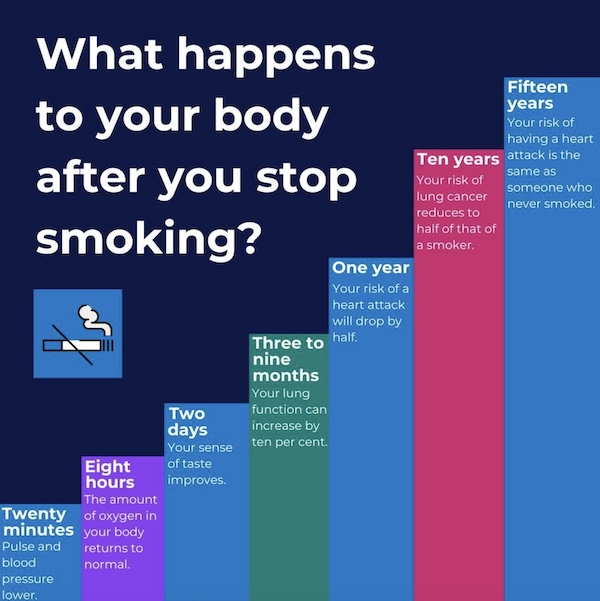 What happens
to your body
after you stop
smoking?
Twenty
minutes
Pulse and
blood
pressure
lower.
Eight
hours
The amount
of oxygen in
your body
returns to
normal.
Two
days
Your sense
of taste
improves.
Three to
nine
months
Your lung
function can
increase by
ten per cent.
One year
Your risk of a
heart attack
will drop by
half.
Ten years
Your risk of
lung cancer
reduces to
half of that of
a smoker.
Fifteen
years
Your risk of
having a heart
attack is the
same as
someone who
never smoked.